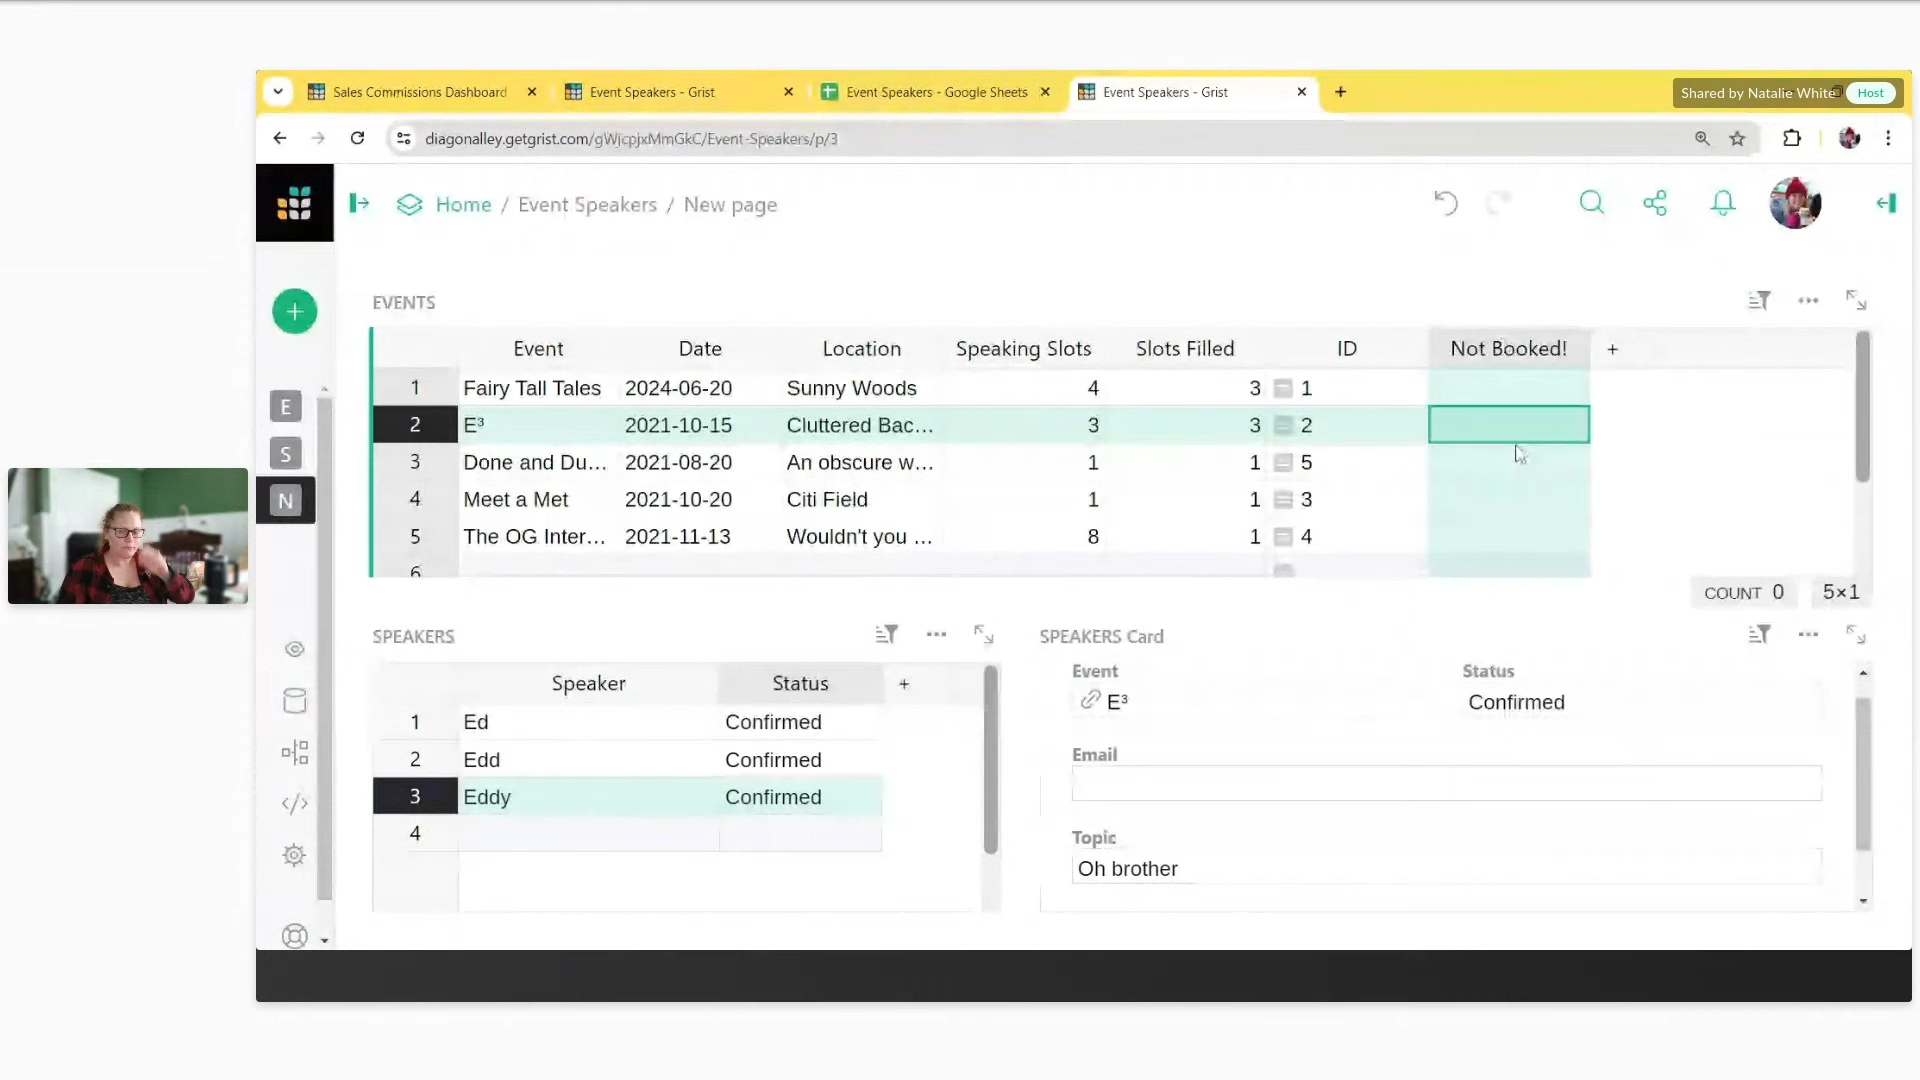 Sales Commissions Dashboard
Event Speakers - Grist
Event Speakers - Google Sheets
Event Speakers - Grist
Shared by Natalie White
Host
diagonalley.getgrist.com/gWjcpjxMmGkC/Event-Speakers/p/3
Home / Event Speakers / New page
EVENTS
Event Date Location Speaking Slots Slots Filled ID Not Booked! +
1 Fairy Tall Tales 2024-06-20 Sunny Woods 4 3 1
2 E³ 2021-10-15 Cluttered Bac... 3 3 2
3 Done and Du... 2021-08-20 An obscure w... 1 1 5
4 Meet a Met 2021-10-20 Citi Field 1 1 3
5 The OG Inter... 2021-11-13 Wouldn't you ... 8 1 4
6
E
S
N
COUNT 0 5×1
SPEAKERS
Speaker Status +
1 Ed Confirmed
2 Edd Confirmed
3 Eddy Confirmed
4
SPEAKERS Card
Event Status
E³ Confirmed
Email
Topic
Oh brother